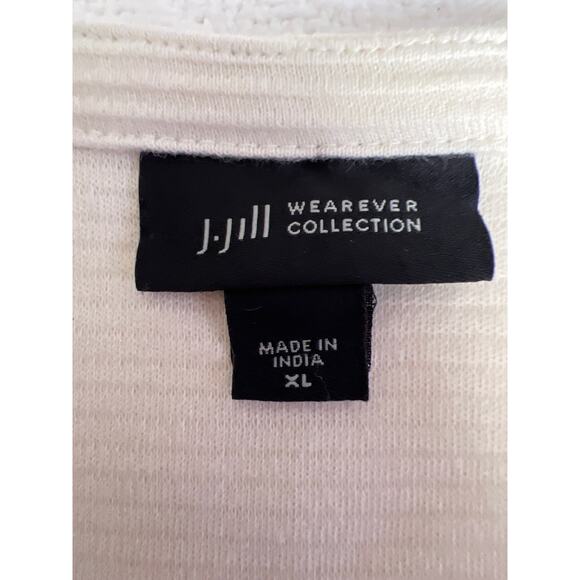 J.Jill WEAREVER
COLLECTION
MADE IN
INDIA
XL